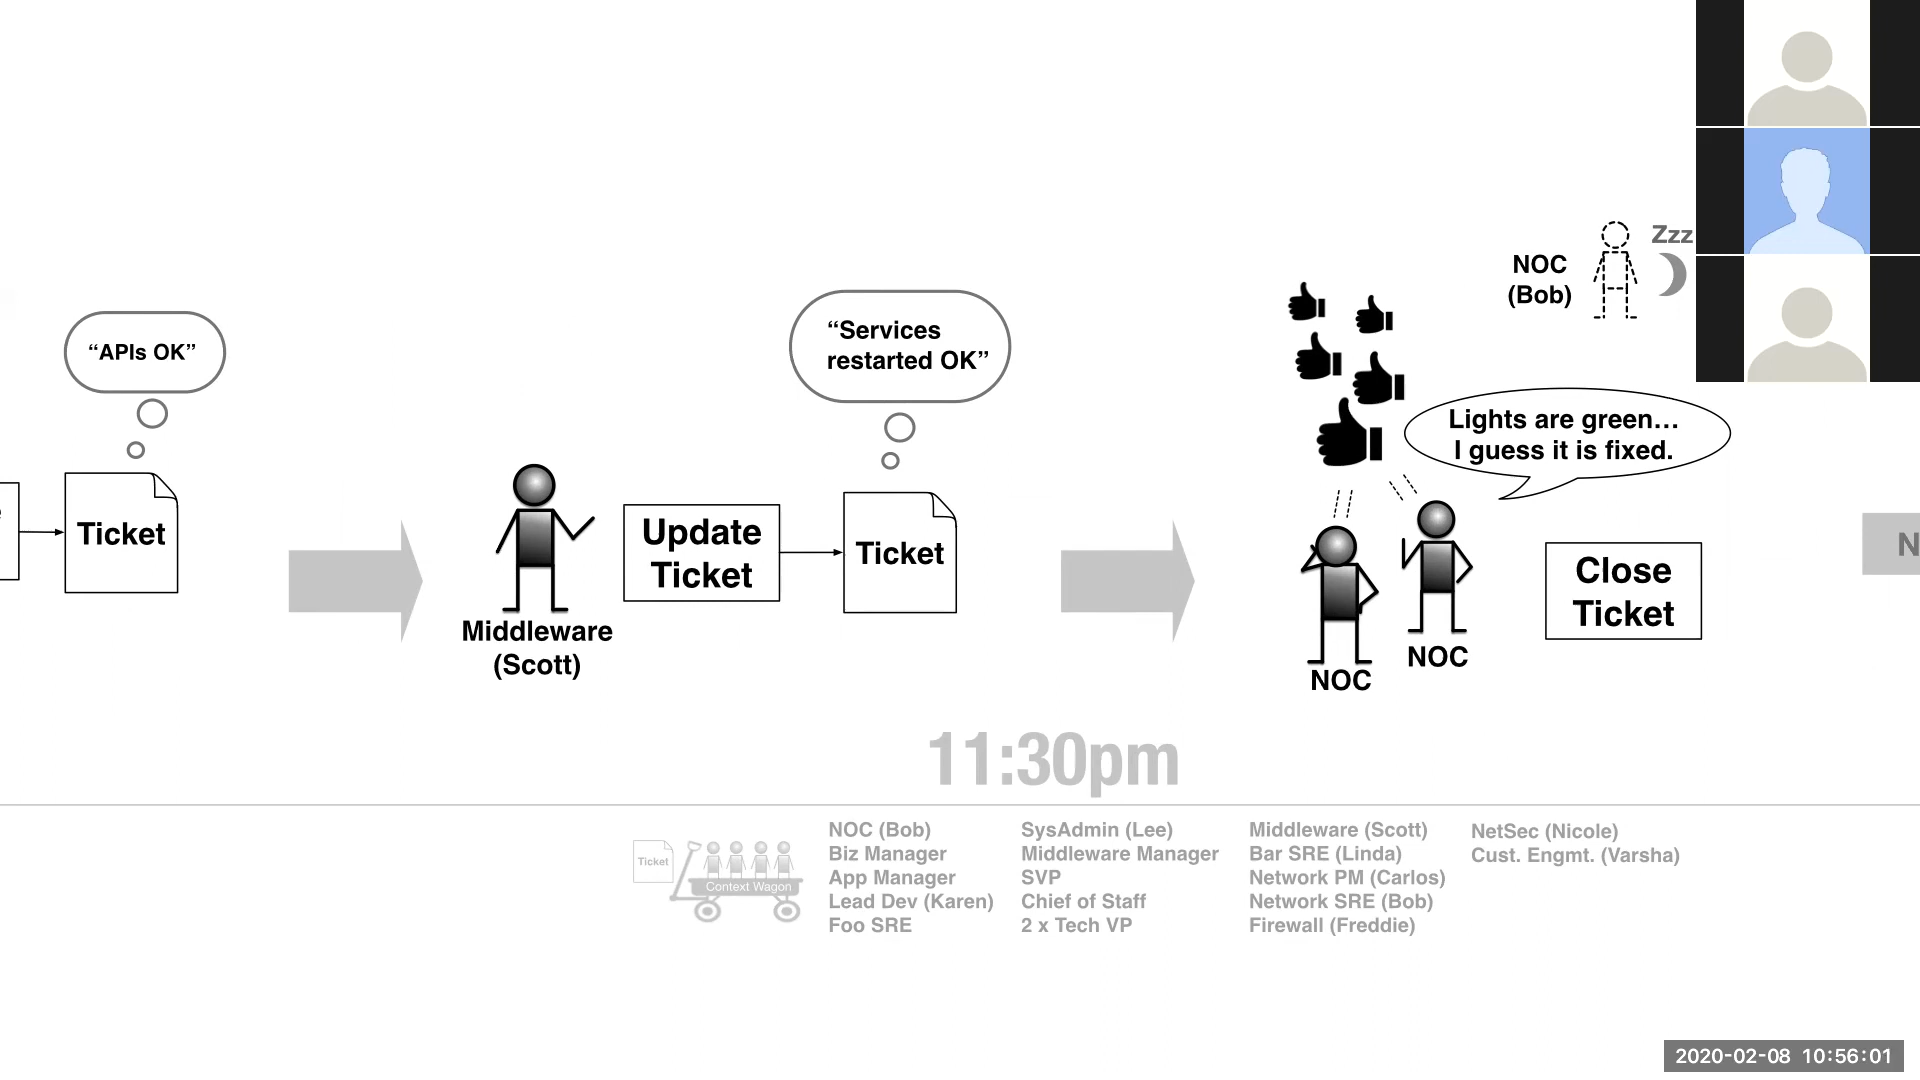 “APIs OK”
Ticket
Middleware
(Scott)
Update
Ticket
“Services
restarted OK”
Ticket
NOC
(Bob)
Zzz
Lights are green…
I guess it is fixed.
NOC
NOC
Close
Ticket
N
11:30pm
Ticket
Context Wagon
NOC (Bob)
Biz Manager
App Manager
Lead Dev (Karen)
Foo SRE
SysAdmin (Lee)
Middleware Manager
SVP
Chief of Staff
2 x Tech VP
Middleware (Scott)
Bar SRE (Linda)
Network PM (Carlos)
Network SRE (Bob)
Firewall (Freddie)
NetSec (Nicole)
Cust. Engmt. (Varsha)
2020-02-08 10:56:01